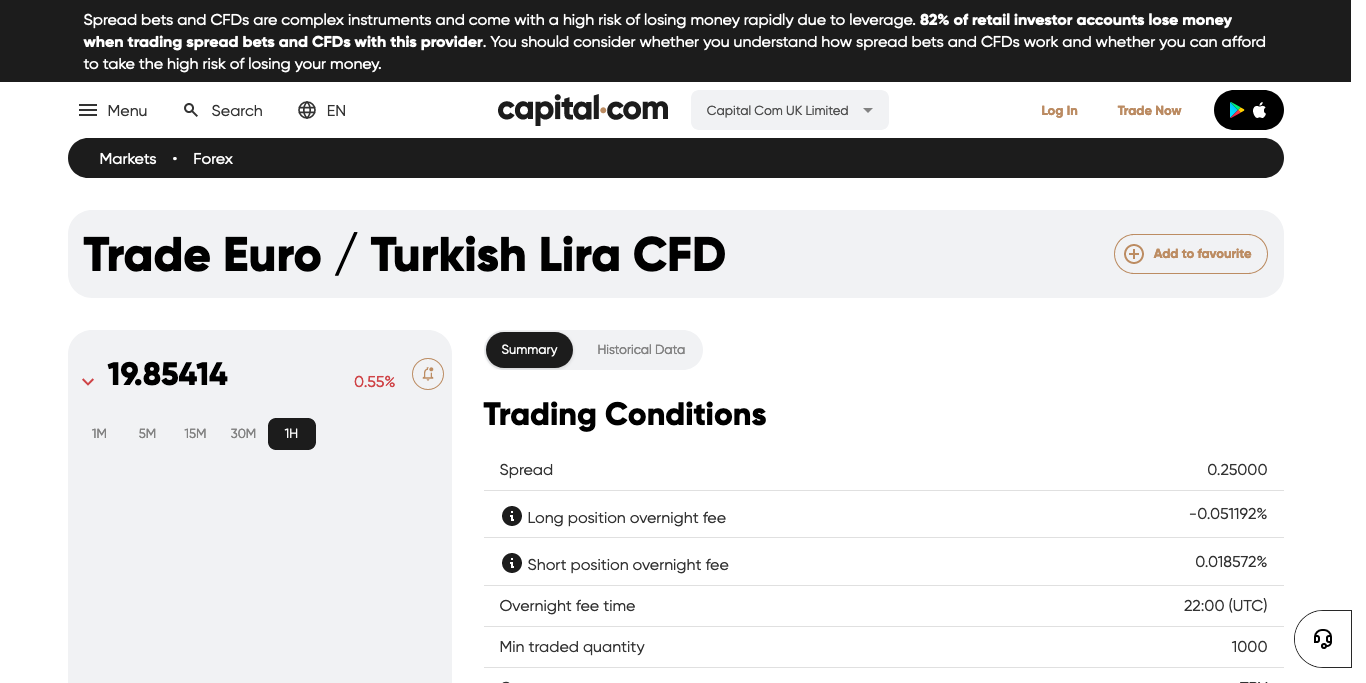 Spread bets and CFDs are complex instruments and come with a high risk of losing money rapidly due to leverage. 82% of retail investor accounts lose money
when trading spread bets and CFDs with this provider. You should consider whether you understand how spread bets and CFDs work and whether you can afford
to take the high risk of losing your money.
Menu Search EN capital.com Capital Com UK Limited Log In Trade Now
Markets • Forex
Trade Euro / Turkish Lira CFD Add to favourite
19.85414 0.55%
1M 5M 15M 30M 1H
Summary Historical Data
Trading Conditions
Spread 0.25000
Long position overnight fee -0.051192%
Short position overnight fee 0.018572%
Overnight fee time 22:00 (UTC)
Min traded quantity 1000